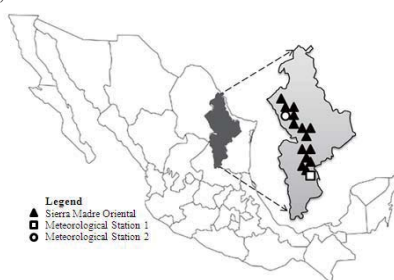 Legend
Sierra Madre Oriental
Meteorological Station 1
Meteorological Station 2